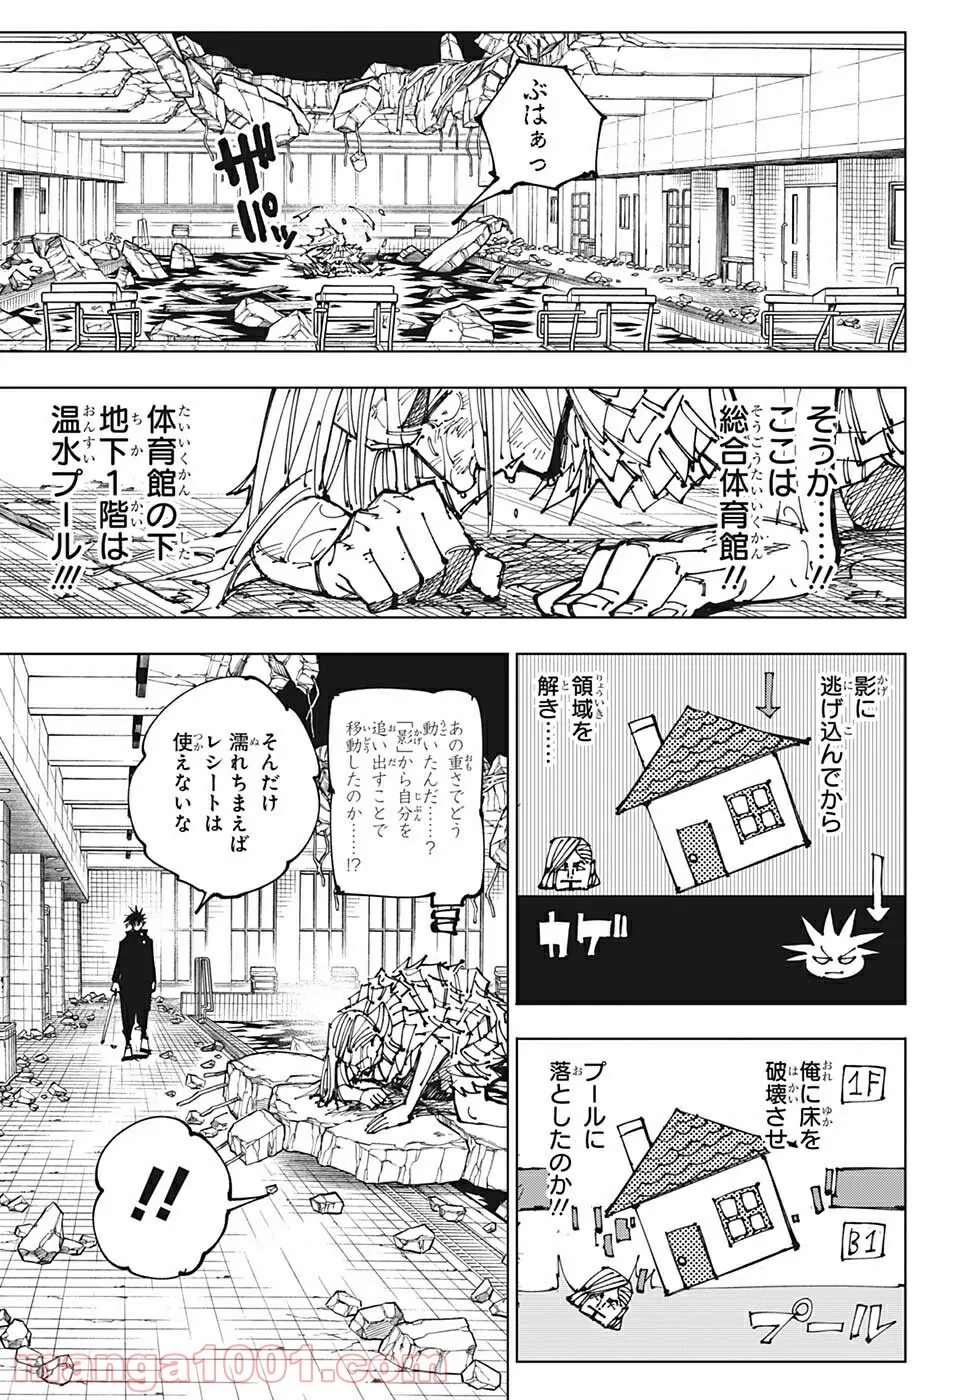 ぶはぁっ
ザパッ
そうか……‥!!
ここは
総合体育館!!
体育館の下
地下1階は
温水プール!!!
影に
逃げ込んでから
領域を
解き……
カゲ
俺に床を
破壊させ
プールに
落としたのか!!
1F
B1
プール
あの重さでどう
動いたんだ……?
「影」から自分を
追い出すことで
移動したのか……!?
そんだけ
濡れちまえば
レシートは
使えないな
!!
manga1001.com